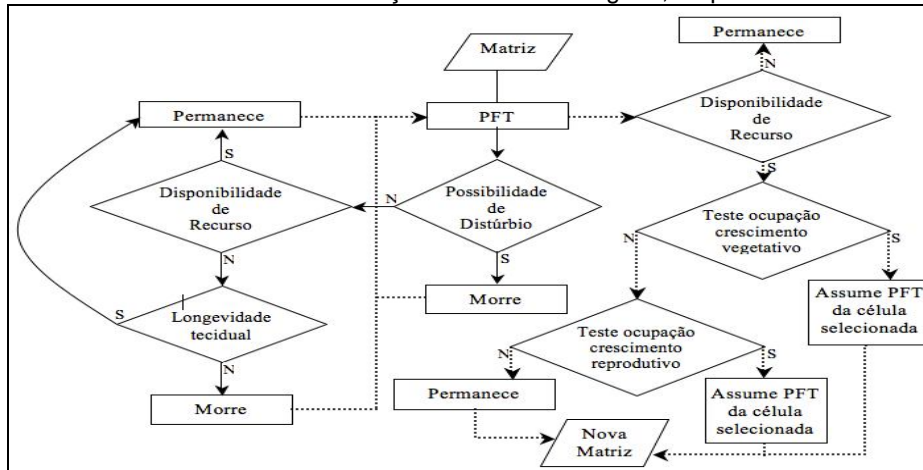 Matriz
Permanece
Permanece
PFT
Disponibilidade
de
Recurso
N
S
S
Disponibilidade
de
Recurso
N
N
Possibilidade
de
Distúrbio
S
Teste ocupação
crescimento
vegetativo
N
S
S
Longevidade
tecidual
N
Morre
Morre
Assume PFT
da célula
selecionada
Teste ocupação
crescimento
reprodutivo
N
S
Permanece
Assume PFT
da célula
selecionada
Nova
Matriz